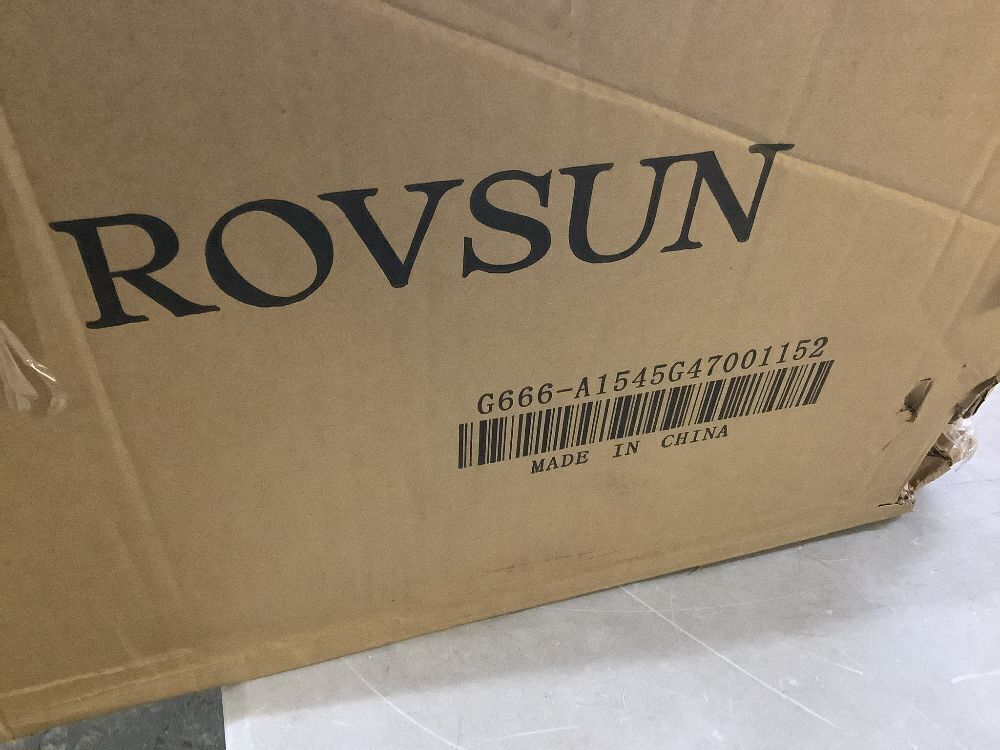 ROVSUN
G666-A1545G47001152
MADE IN CHINA